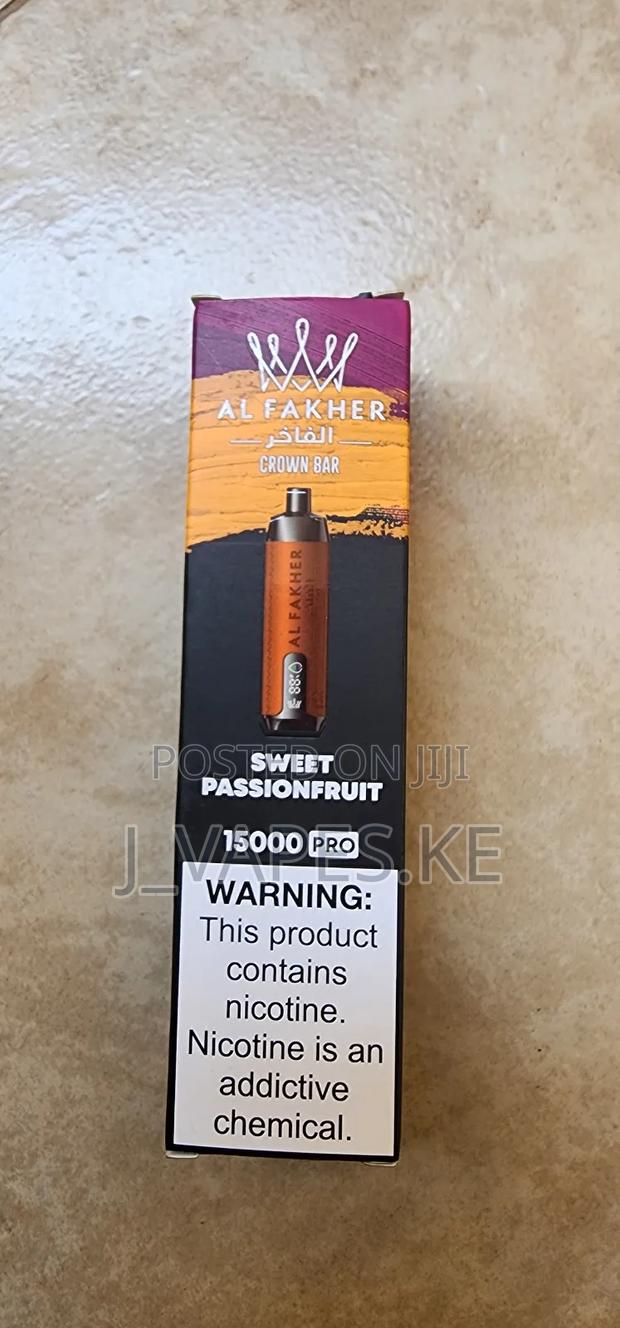 AL FAKHER
الفاخر
CROWN BAR
AL FAKHER
88
POSTED ON JIJI
SWEET
PASSIONFRUIT
15000 PRO
J_VAPES.KE
WARNING:
This product
contains
nicotine.
Nicotine is an
addictive
chemical.